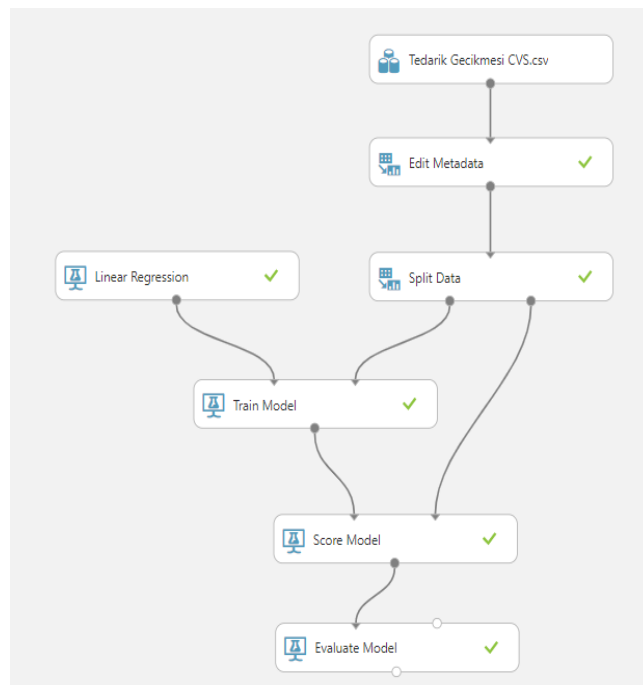 Tedarik Gecikmesi CVS.csv
Edit Metadata
Linear Regression
Split Data
Train Model
Score Model
Evaluate Model